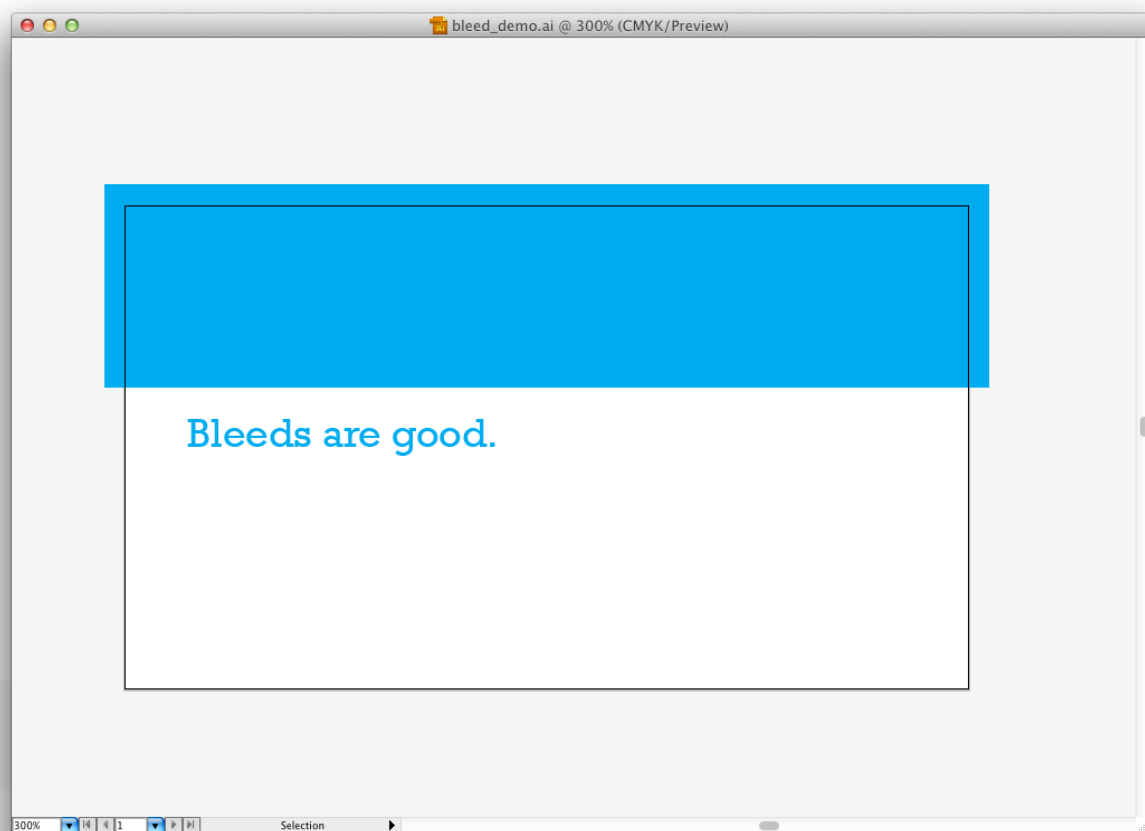 bleed_demo.ai @ 300% (CMYK/Preview)
Bleeds are good.
300% 1 Selection